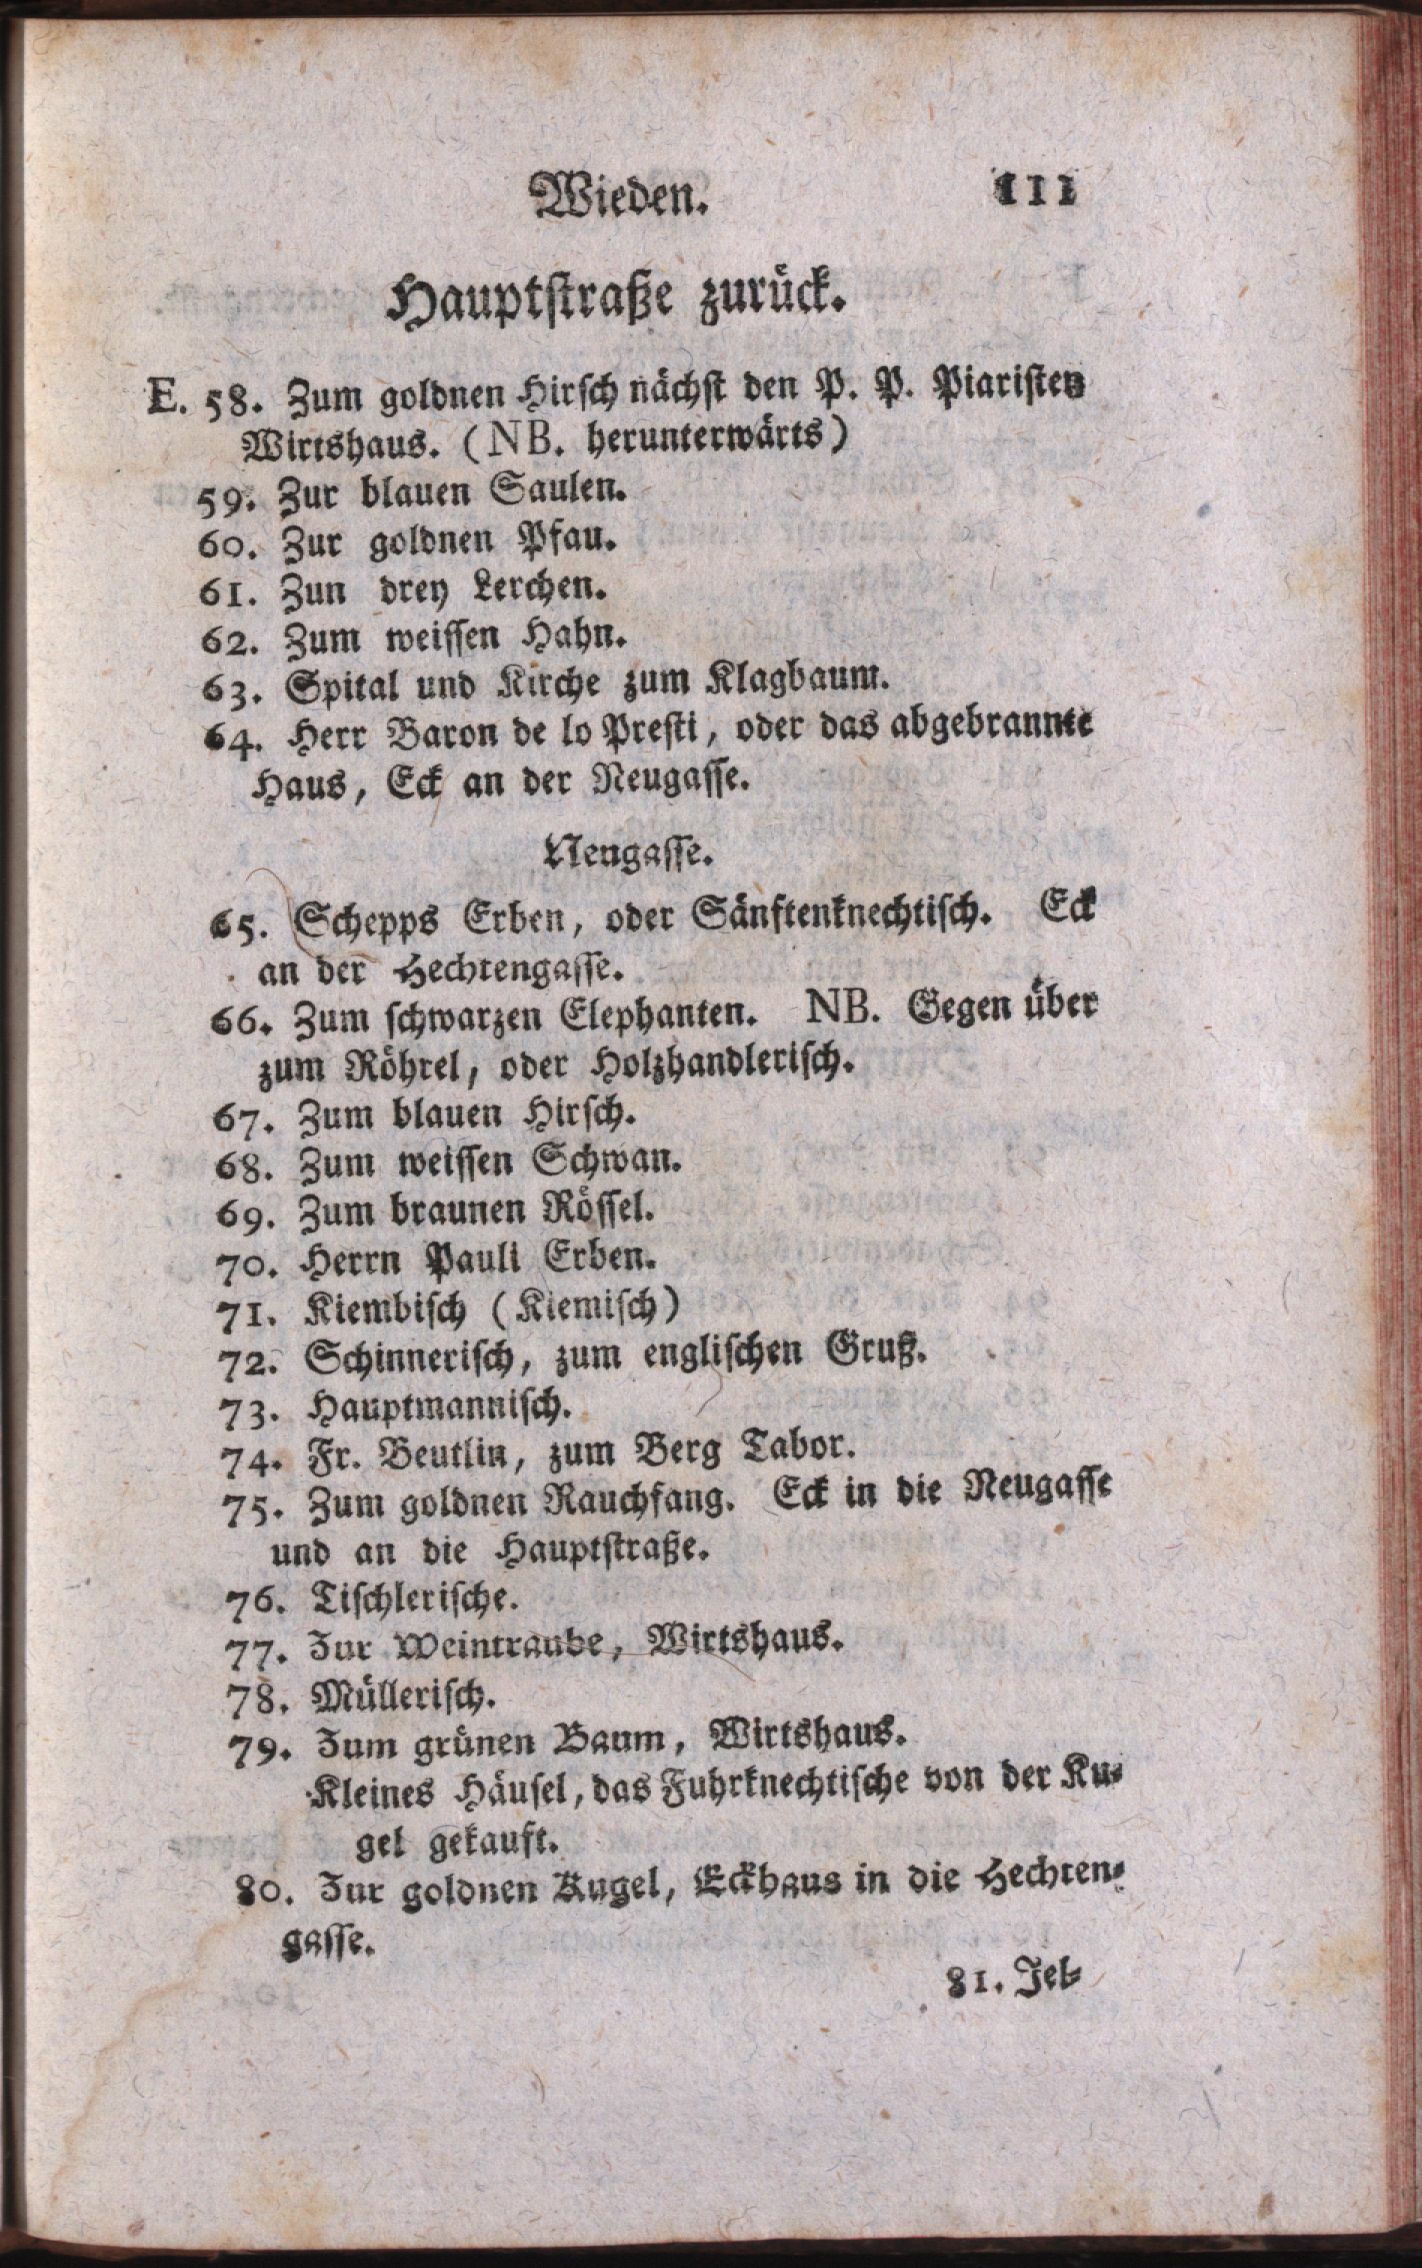 Wieden. 111
Hauptstraße zurück.
E. 58. Zum goldnen Hirsch nächst den P. P. Piaristen
Wirtshaus. (NB. herunterwärts)
59. Zur blauen Saulen.
60. Zur goldnen Pfau.
61. Zun drey Lerchen.
62. Zum weissen Hahn.
63. Spital und Kirche zum Klagbaum.
64. Herr Baron de lo Presti, oder das abgebrannte
Haus, Eck an der Neugasse.
Neugasse.
65. Schepps Erben, oder Sänftenknechtisch. Eck
an der Hechtengasse.
66. Zum schwarzen Elephanten. NB. Gegen über
zum Röhrel, oder Holzhandlerisch.
67. Zum blauen Hirsch.
68. Zum weissen Schwan.
69. Zum braunen Rössel.
70. Herrn Pauli Erben.
71. Kiembisch (Kiemisch)
72. Schinnerisch, zum englischen Gruß.
73. Hauptmannisch.
74. Fr. Beutlin, zum Berg Tabor.
75. Zum goldnen Rauchfang. Eck in die Neugasse
und an die Hauptstraße.
76. Tischlerische.
77. Zur Weintraube, Wirtshaus.
78. Müllerisch.
79. Zum grünen Baum, Wirtshaus.
Kleines Häusel, das Fuhrknechtische von der Ku-
gel gekauft.
80. Zur goldnen Kugel, Eckhaus in die Hechten-
gasse.
81. Jel-